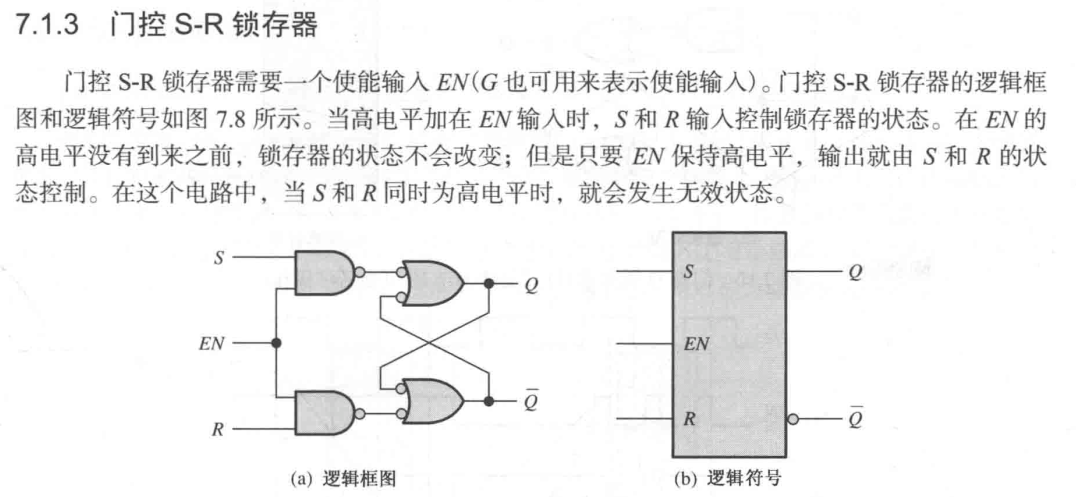 7.1.3 门控 S-R 锁存器
门控 S-R 锁存器需要一个使能输入 EN(G 也可用来表示使能输入)。门控 S-R 锁存器的逻辑框
图和逻辑符号如图 7.8 所示。当高电平加在 EN 输入时，S 和 R 输入控制锁存器的状态。在 EN 的
高电平没有到来之前，锁存器的状态不会改变；但是只要 EN 保持高电平，输出就由 S 和 R 的状
态控制。在这个电路中，当 S 和 R 同时为高电平时，就会发生无效状态。
S
Q
EN
Q̅
R
(a) 逻辑框图
S
Q
EN
R
Q̅
(b) 逻辑符号